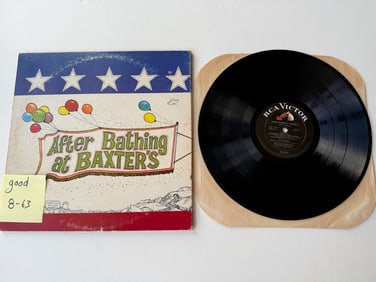 After Bathing
at BAXTER'S
good
8-63
RCA VICTOR